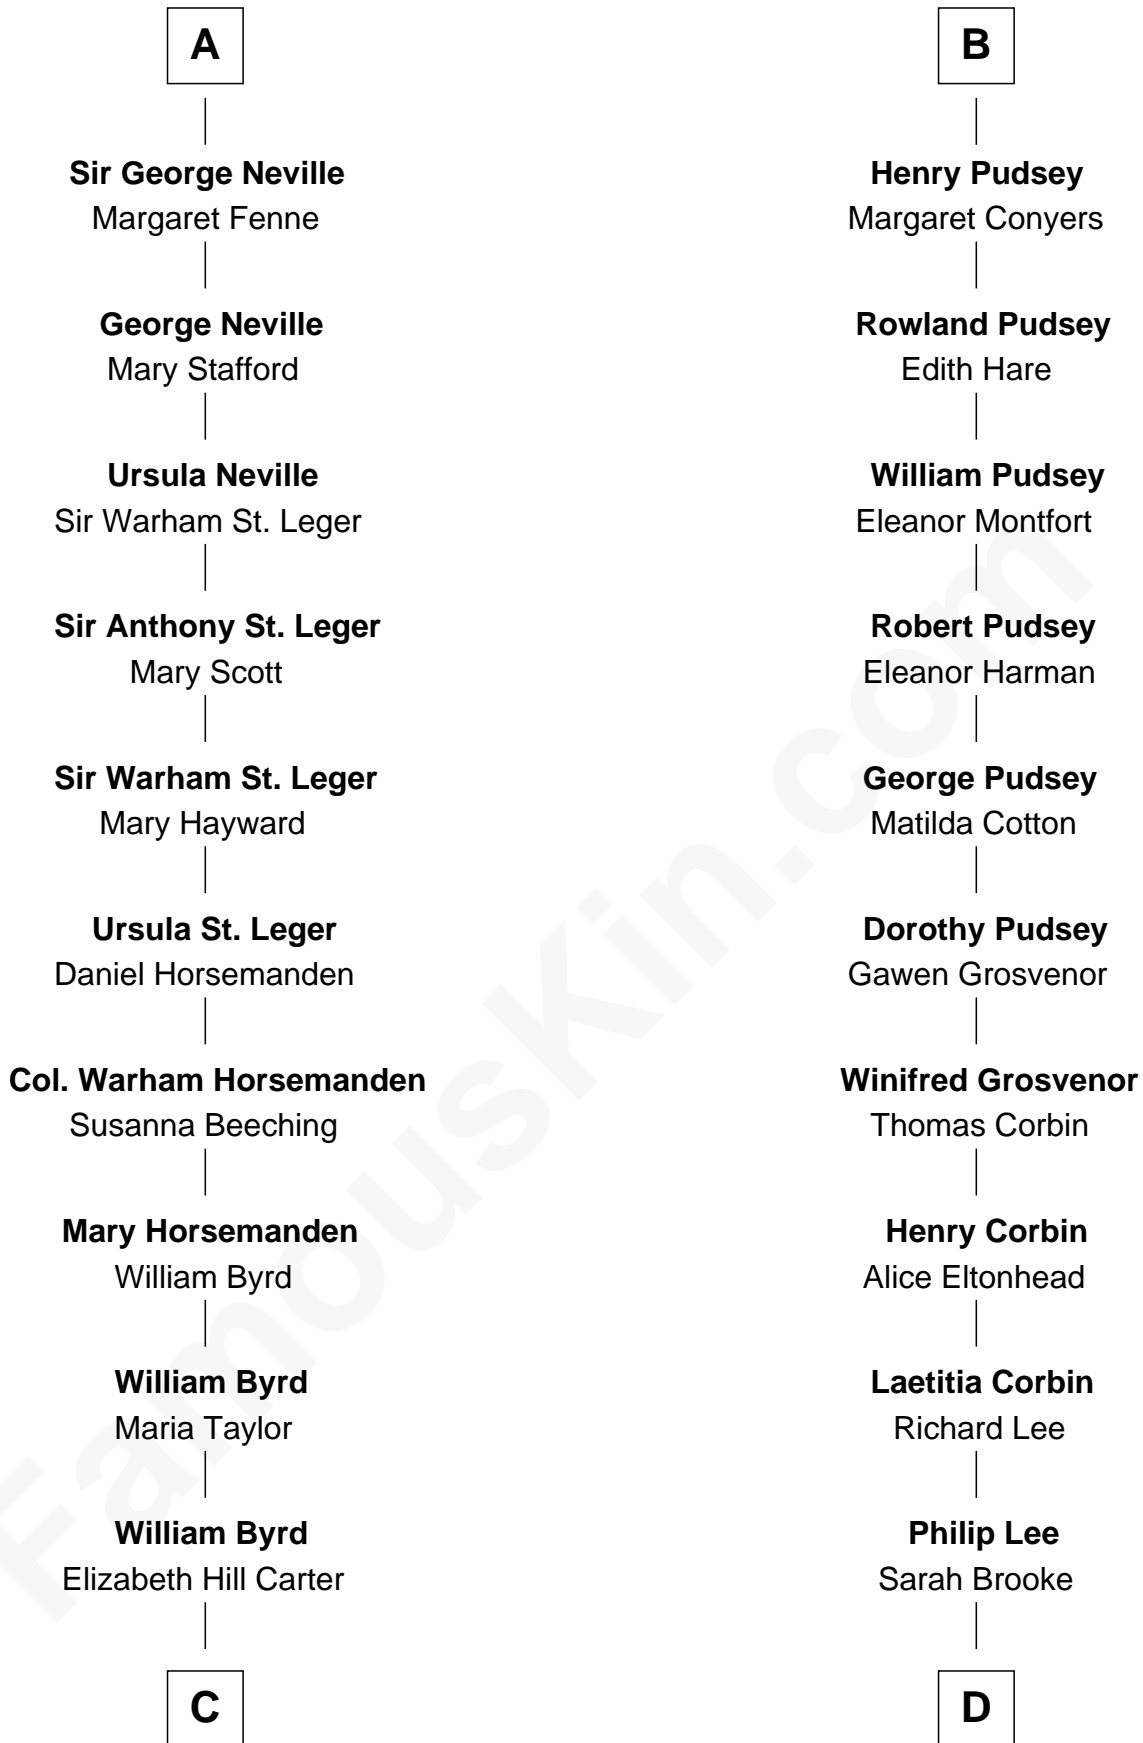 A
Sir George Neville
Margaret Fenne
George Neville
Mary Stafford
Ursula Neville
Sir Warham St. Leger
Sir Anthony St. Leger
Mary Scott
Sir Warham St. Leger
Mary Hayward
Ursula St. Leger
Daniel Horsemanden
Col. Warham Horsemanden
Susanna Beeching
Mary Horsemanden
William Byrd
William Byrd
Maria Taylor
William Byrd
Elizabeth Hill Carter
C
B
Henry Pudsey
Margaret Conyers
Rowland Pudsey
Edith Hare
William Pudsey
Eleanor Montfort
Robert Pudsey
Eleanor Harman
George Pudsey
Matilda Cotton
Dorothy Pudsey
Gawen Grosvenor
Winifred Grosvenor
Thomas Corbin
Henry Corbin
Alice Eltonhead
Laetitia Corbin
Richard Lee
Philip Lee
Sarah Brooke
D
FamousKin.com